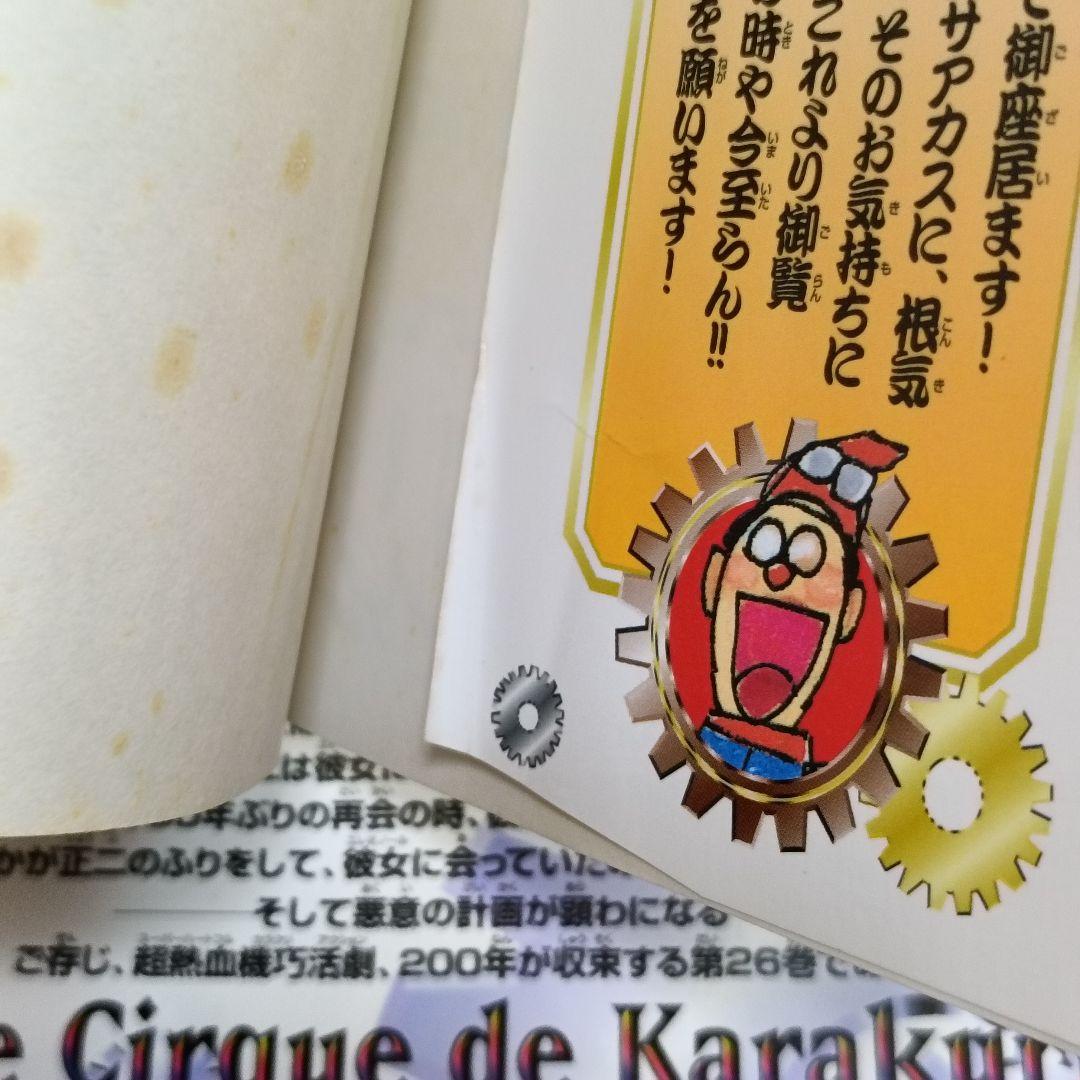 御座居ます!
サアカスに、根気
そのお気持ちに
これより御覧
時や今至らん!!
を願います!
は彼女に
年ぶりの再会の時、
かが正二のふりをして、彼女に会っていた
そして悪意の計画が顕わになる
ご存じ、超熱血機巧活劇、200年が収束する第26巻で
e Cirque de Karaku